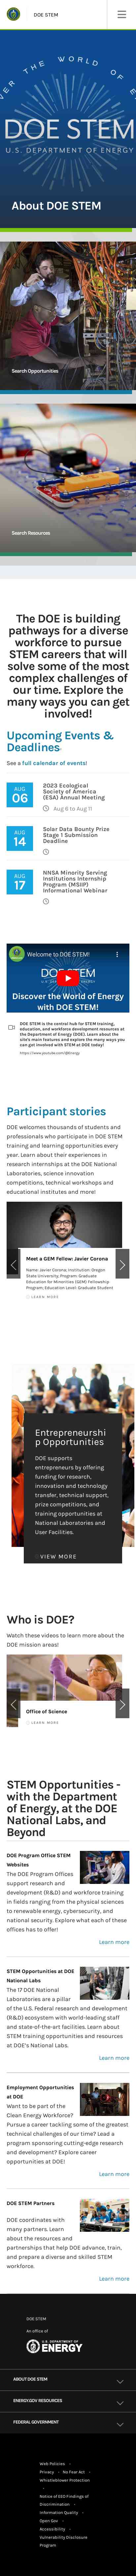 DOE STEM
THE WORLD OF
DOE STEM
U.S. DEPARTMENT OF ENERGY
About DOE STEM
Search Opportunities
Search Resources
The DOE is building
pathways for a diverse
workforce to pursue
STEM careers that will
solve some of the most
complex challenges of
our time. Explore the
many ways you can get
involved!
Upcoming Events &
Deadlines
See a full calendar of events!
AUG
06
2023 Ecological
Society of America
(ESA) Annual Meeting
Aug 6 to Aug 11
AUG
14
Solar Data Bounty Prize
Stage 1 Submission
Deadline
AUG
17
NNSA Minority Serving
Institutions Internship
Program (MSIIP)
Informational Webinar
Welcome to DOE STEM!
DOE STEM
U.S. DEPARTMENT OF ENERGY
Discover the World of
Energy with DOE STEM!
DOE STEM is the central hub for STEM training,
education, and workforce development resources at
the Department of Energy (DOE). Learn about the
site's main features and explore the many ways you
can get involved with STEM at DOE today!
Participant stories
DOE welcomes thousands of students and
professionals who participate in DOE STEM
internship and learning opportunities every
year. Learn about their experiences in
research internships at the DOE National
Laboratories, science competitions,
technical workshops, hackathons, micro
educational institutes and more!
Meet a GEM Fellow: Javier Corona
Name: Javier Corona; Institution: Oregon
State University; Program: Graduate
Education for Minorities (GEM) Fellowship
Program; Education Level: Graduate Student
LEARN MORE
Entrepreneurshi
p Opportunities
DOE supports
entrepreneurs by offering
funding for research,
innovation and technology
transfer, technical support,
prize competitions, and
training opportunities at
National Laboratories and
User Facilities.
VIEW MORE
Who is DOE?
Watch these videos to learn more about the
DOE mission areas!
Office of Science
LEARN MORE
STEM Opportunities -
with the Department
of Energy, at the DOE
National Labs, and
Beyond
DOE Program Office STEM
Websites
The DOE Program Offices
support research and
development (R&D) and workforce training
in fields ranging from the physical sciences
to nuclear energy, cybersecurity, and
national security. Explore what each of these
offices has to offer!
Learn more
STEM Opportunities at DOE
National Labs
The 17 DOE National
Laboratories are a pillar
of the U.S. Federal research and development
(R&D) ecosystem with world-leading staff
and state-of-the-art facilities. Learn about
STEM training opportunities and missions
of each of DOE's National Labs.
Learn more
Employment Opportunities
at DOE
Want to be part of the
Clean Energy Workforce?
Pursue a career tackling some of the greatest
technical challenges of our time? Lead a
program sponsoring cutting-edge research
and development? Explore career
opportunities at DOE!
Learn more
DOE STEM Partners
DOE coordinates with
many partners. Learn
about the resources and
partnerships that help DOE advance, train,
and prepare a diverse and skilled STEM
workforce.
Learn more
DOE STEM
An office of
U.S. DEPARTMENT OF
ENERGY
ABOUT DOE STEM
ENERGY.GOV RESOURCES
FEDERAL GOVERNMENT
Web Policies
Privacy
No Fear Act
Whistleblower Protection
Notice of EEO Findings of
Discrimination
Information Quality
Open Gov
Accessibility
Vulnerability Disclosure
Program